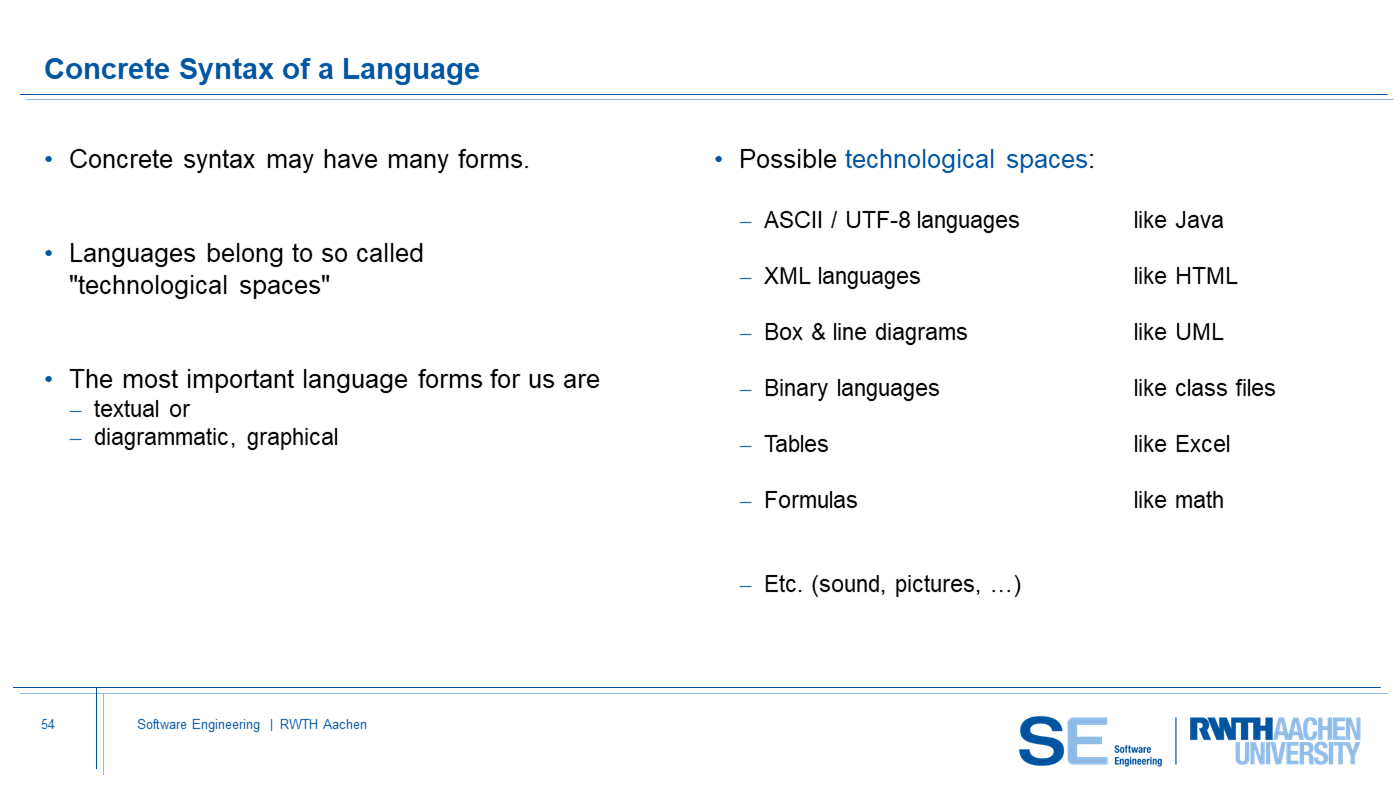 Concrete Syntax of a Language
• Concrete syntax may have many forms.
• Languages belong to so called
"technological spaces"
• The most important language forms for us are
– textual or
– diagrammatic, graphical
• Possible technological spaces:
– ASCII / UTF-8 languages like Java
– XML languages like HTML
– Box & line diagrams like UML
– Binary languages like class files
– Tables like Excel
– Formulas like math
– Etc. (sound, pictures, …)
54
Software Engineering | RWTH Aachen
SE Software
Engineering
RWTHAACHEN
UNIVERSITY